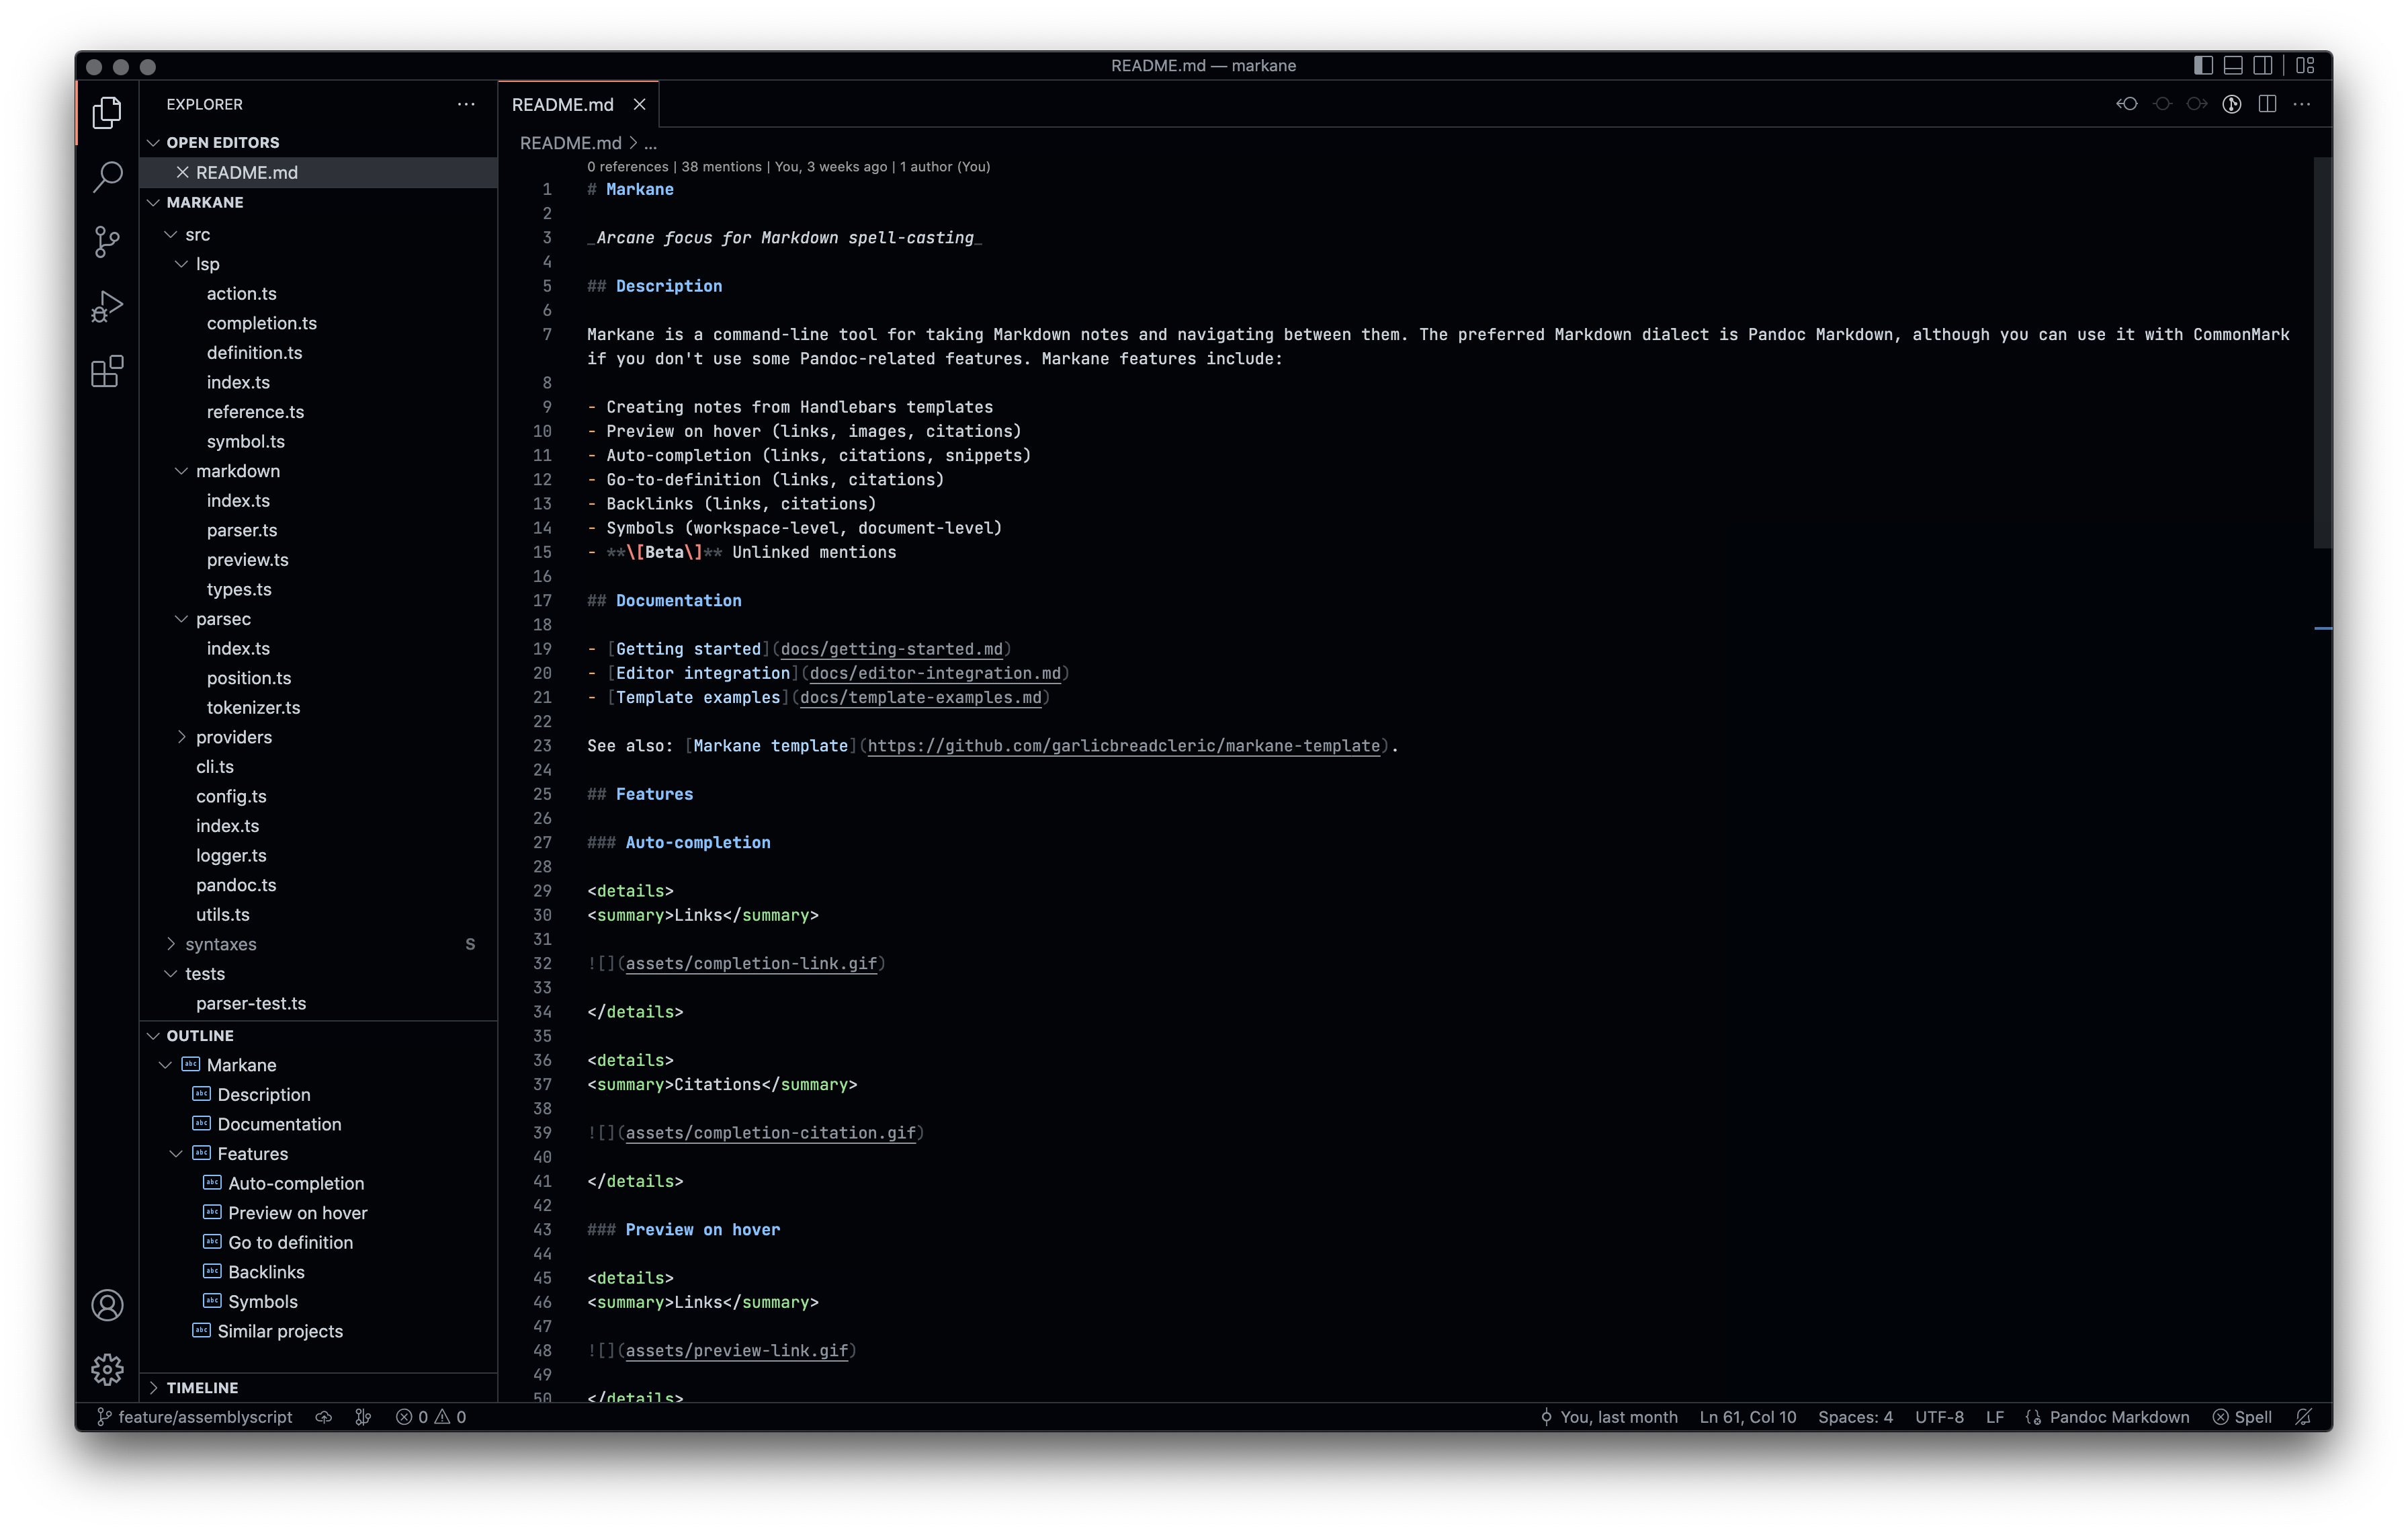 README.md — markane
EXPLORER
OPEN EDITORS
README.md
MARKANE
src
lsp
action.ts
completion.ts
definition.ts
index.ts
reference.ts
symbol.ts
markdown
index.ts
parser.ts
preview.ts
types.ts
parsec
index.ts
position.ts
tokenizer.ts
providers
cli.ts
config.ts
index.ts
logger.ts
pandoc.ts
utils.ts
syntaxes S
tests
parser-test.ts
OUTLINE
Markane
Description
Documentation
Features
Auto-completion
Preview on hover
Go to definition
Backlinks
Symbols
Similar projects
TIMELINE
README.md
README.md > ...
0 references | 38 mentions | You, 3 weeks ago | 1 author (You)
1 # Markane
2
3 _Arcane focus for Markdown spell-casting_
4
5 ## Description
6
7 Markane is a command-line tool for taking Markdown notes and navigating between them. The preferred Markdown dialect is Pandoc Markdown, although you can use it with CommonMark
if you don't use some Pandoc-related features. Markane features include:
8
9 - Creating notes from Handlebars templates
10 - Preview on hover (links, images, citations)
11 - Auto-completion (links, citations, snippets)
12 - Go-to-definition (links, citations)
13 - Backlinks (links, citations)
14 - Symbols (workspace-level, document-level)
15 - **\[Beta\]** Unlinked mentions
16
17 ## Documentation
18
19 - [Getting started](docs/getting-started.md)
20 - [Editor integration](docs/editor-integration.md)
21 - [Template examples](docs/template-examples.md)
22
23 See also: [Markane template](https://github.com/garlicbreadcleric/markane-template).
24
25 ## Features
26
27 ### Auto-completion
28
29 <details>
30 <summary>Links</summary>
31
32 ![](assets/completion-link.gif)
33
34 </details>
35
36 <details>
37 <summary>Citations</summary>
38
39 ![](assets/completion-citation.gif)
40
41 </details>
42
43 ### Preview on hover
44
45 <details>
46 <summary>Links</summary>
47
48 ![](assets/preview-link.gif)
49
50 </details>
feature/assemblyscript 0 0 You, last month Ln 61, Col 10 Spaces: 4 UTF-8 LF Pandoc Markdown Spell